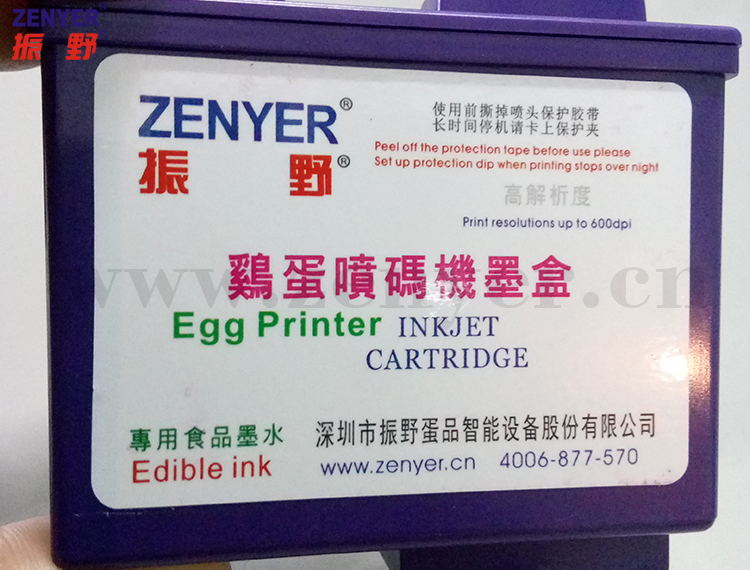 ZENYER®
振野
ZENYER®
振野®
使用前撕掉喷头保护胶带
长时间停机请卡上保护夹
Peel off the protection tape before use please
Set up protection dip when printing stops over night
高解析度
Print resolutions up to 600dpi
www.zenyer.cn
鷄蛋噴碼機墨盒
Egg Printer INKJET
CARTRIDGE
專用食品墨水
Edible ink
深圳市振野蛋品智能设备股份有限公司
www.zenyer.cn 4006-877-570